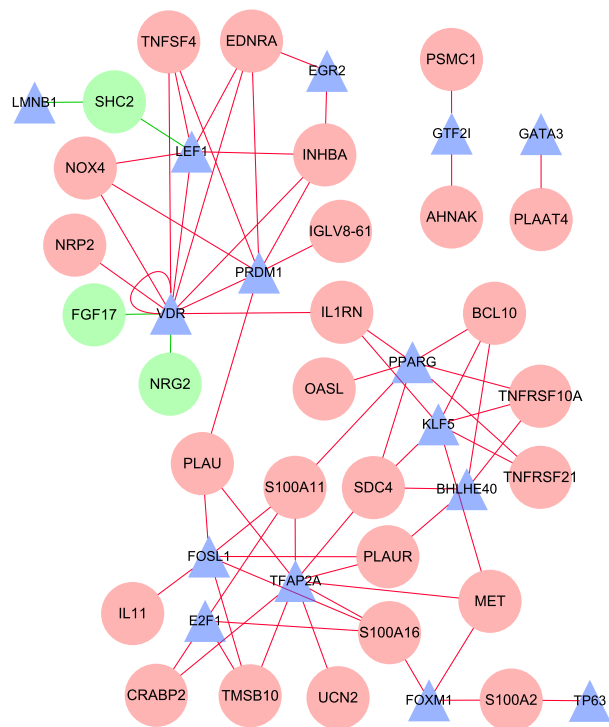 TNFSF4
EDNRA
PSMC1
EGR2
LMNB1
SHC2
GTF2I
GATA3
LEF1
NOX4
INHBA
AHNAK
PLAAT4
IGLV8-61
NRP2
PRDM1
FGF17
VDR
IL1RN
BCL10
PPARG
NRG2
OASL
TNFRSF10A
KLF5
PLAU
S100A11
SDC4
BHLHE40
TNFRSF21
FOSL1
PLAUR
TFAP2A
MET
IL11
E2F1
S100A16
CRABP2
TMSB10
UCN2
FOXM1
S100A2
TP63